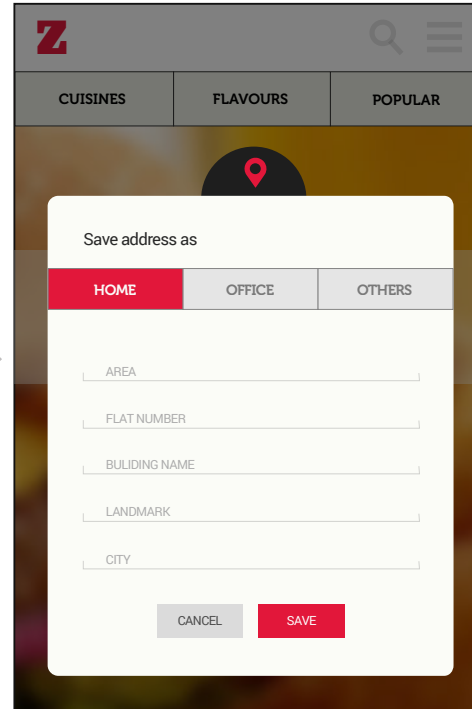 Z
CUISINES FLAVOURS POPULAR
Save address as
HOME OFFICE OTHERS
AREA
FLAT NUMBER
BULIDING NAME
LANDMARK
CITY
CANCEL SAVE